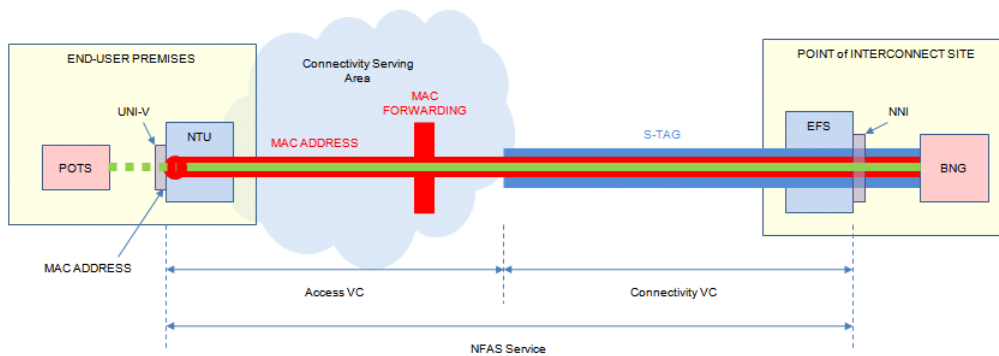 END-USER PREMISES
POINT of INTERCONNECT SITE
Connectivity Serving
Area
UNI-V
NTU
MAC
FORWARDING
MAC ADDRESS
S-TAG
EFS
NNI
POTS
BNG
MAC ADDRESS
Access VC
Connectivity VC
NFAS Service